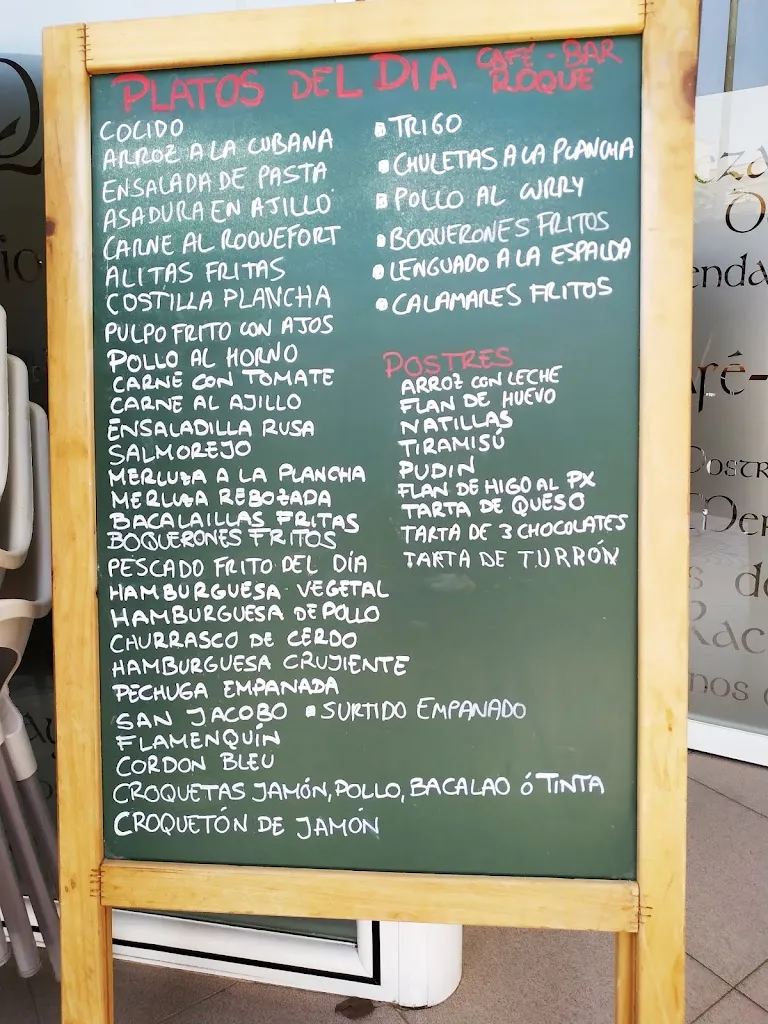 PLATOS DEL DIA
CAFÉ-BAR
ROQUE
COCIDO
ARROZ A LA CUBANA
ENSALADA DE PASTA
ASADURA EN AJILLO
CARNE AL ROQUEFORT
ALITAS FRITAS
COSTILLA PLANCHA
PULPO FRITO CON AJOS
POLLO AL HORNO
CARNE CON TOMATE
CARNE AL AJILLO
ENSALADILLA RUSA
SALMOREJO
MERLUZA A LA PLANCHA
MERLUZA REBOZADA
BACALAILLAS FRITAS
BOQUERONES FRITOS
PESCADO FRITO DEL DÍA
HAMBURGUESA VEGETAL
HAMBURGUESA DE POLLO
CHURRASCO DE CERDO
HAMBURGUESA CRUJIENTE
PECHUGA EMPANADA
SAN JACOBO ▪ SURTIDO EMPANADO
FLAMENQUÍN
CORDON BLEU
CROQUETAS JAMÓN, POLLO, BACALAO ó TINTA
CROQUETÓN DE JAMÓN
▪ TRIGO
▪ CHULETAS A LA PLANCHA
▪ POLLO AL CURRY
▪ BOQUERONES FRITOS
▪ LENGUADO A LA ESPALDA
▪ CALAMARES FRITOS
POSTRES
ARROZ CON LECHE
FLAN DE HUEVO
NATILLAS
TIRAMISÚ
PUDIN
FLAN DE HIGO AL PX
TARTA DE QUESO
TARTA DE 3 CHOCOLATES
TARTA DE TURRÓN